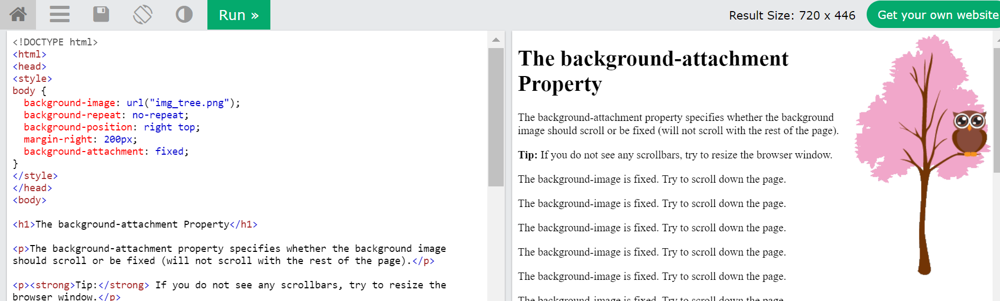 Run »
Result Size: 720 x 446
Get your own website
<!DOCTYPE html>
<html>
<head>
<style>
body {
  background-image: url("img_tree.png");
  background-repeat: no-repeat;
  background-position: right top;
  margin-right: 200px;
  background-attachment: fixed;
}
</style>
</head>
<body>
<h1>The background-attachment Property</h1>
<p>The background-attachment property specifies whether the background image
should scroll or be fixed (will not scroll with the rest of the page).</p>
<p><strong>Tip:</strong> If you do not see any scrollbars, try to resize the
browser window.</p>
The background-attachment
Property
The background-attachment property specifies whether the background
image should scroll or be fixed (will not scroll with the rest of the page).
Tip: If you do not see any scrollbars, try to resize the browser window.
The background-image is fixed. Try to scroll down the page.
The background-image is fixed. Try to scroll down the page.
The background-image is fixed. Try to scroll down the page.
The background-image is fixed. Try to scroll down the page.
The background-image is fixed. Try to scroll down the page.
The background-image is fixed. Try to scroll down the page.